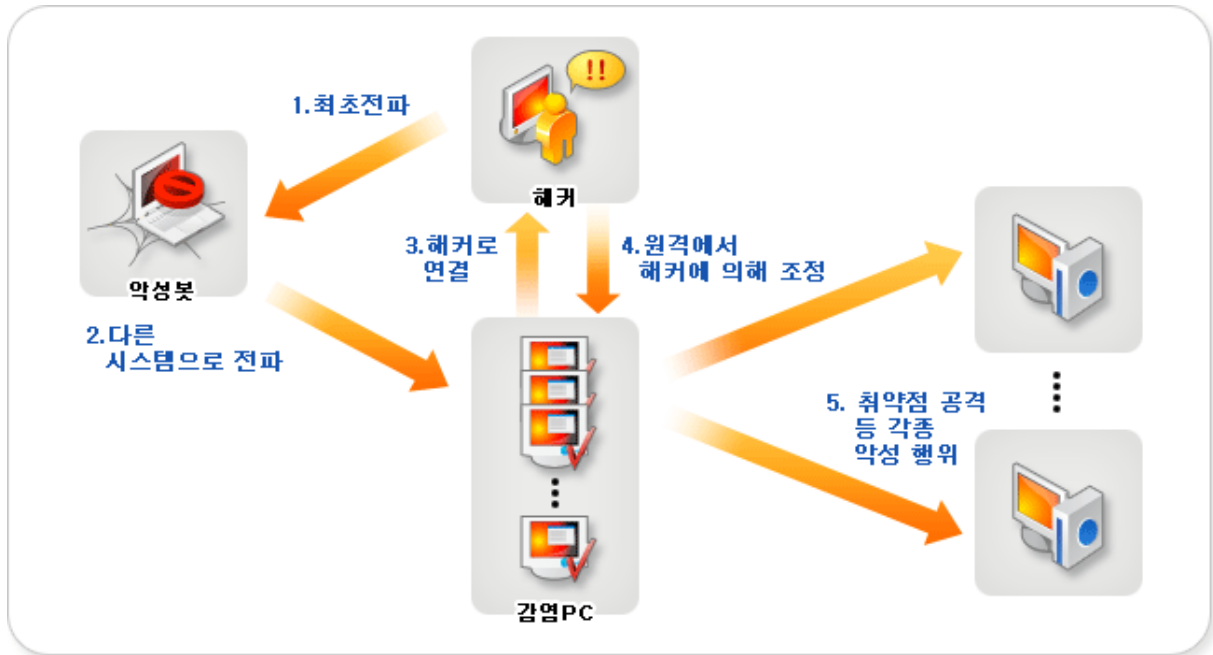 !!
1.최초전파
해커
악성봇
2.다른
시스템으로 전파
3.해커로
연결
4.원격에서
해커에 의해 조정
감염PC
5. 취약점 공격
등 각종
악성 행위